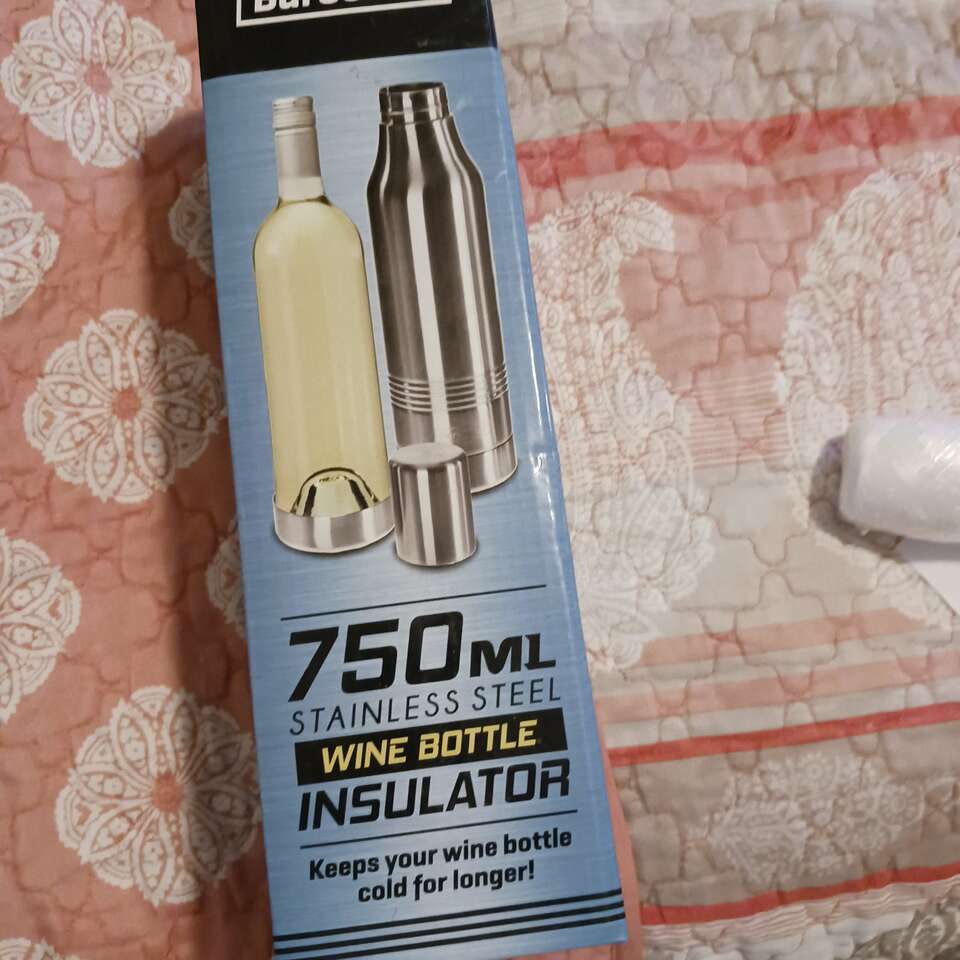 750ML
STAINLESS STEEL
WINE BOTTLE
INSULATOR
Keeps your wine bottle
cold for longer!